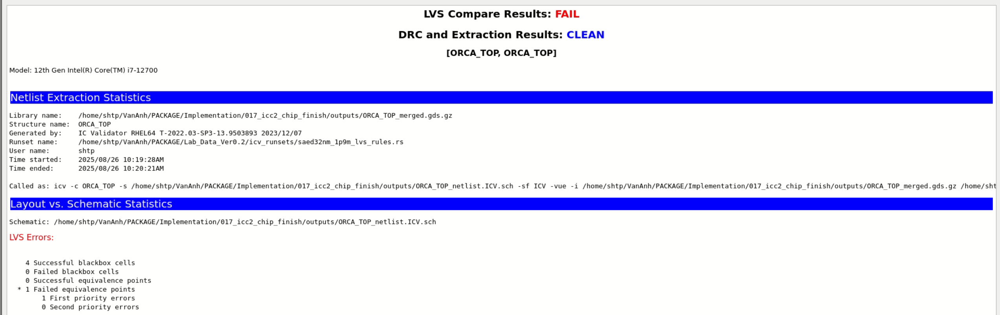 LVS Compare Results: FAIL
DRC and Extraction Results: CLEAN
[ORCA_TOP, ORCA_TOP]
Model: 12th Gen Intel(R) Core(TM) i7-12700
Netlist Extraction Statistics
Library name: /home/shtp/VanAnh/PACKAGE/Implementation/017_icc2_chip_finish/outputs/ORCA_TOP_merged.gds.gz
Structure name: ORCA_TOP
Generated by: IC Validator RHEL64 T-2022.03-SP3-13.9503893 2023/12/07
Runset name: /home/shtp/VanAnh/PACKAGE/Lab_Data_Ver0.2/icv_runsets/saed32nm_1p9m_lvs_rules.rs
User name: shtp
Time started: 2025/08/26 10:19:28AM
Time ended: 2025/08/26 10:20:21AM
Called as: icv -c ORCA_TOP -s /home/shtp/VanAnh/PACKAGE/Implementation/017_icc2_chip_finish/outputs/ORCA_TOP_netlist.ICV.sch -sf ICV -vue -i /home/shtp/VanAnh/PACKAGE/Implementation/017_icc2_chip_finish/outputs/ORCA_TOP_merged.gds.gz /home/sht
Layout vs. Schematic Statistics
Schematic: /home/shtp/VanAnh/PACKAGE/Implementation/017_icc2_chip_finish/outputs/ORCA_TOP_netlist.ICV.sch
LVS Errors:
4 Successful blackbox cells
0 Failed blackbox cells
0 Successful equivalence points
* 1 Failed equivalence points
1 First priority errors
0 Second priority errors